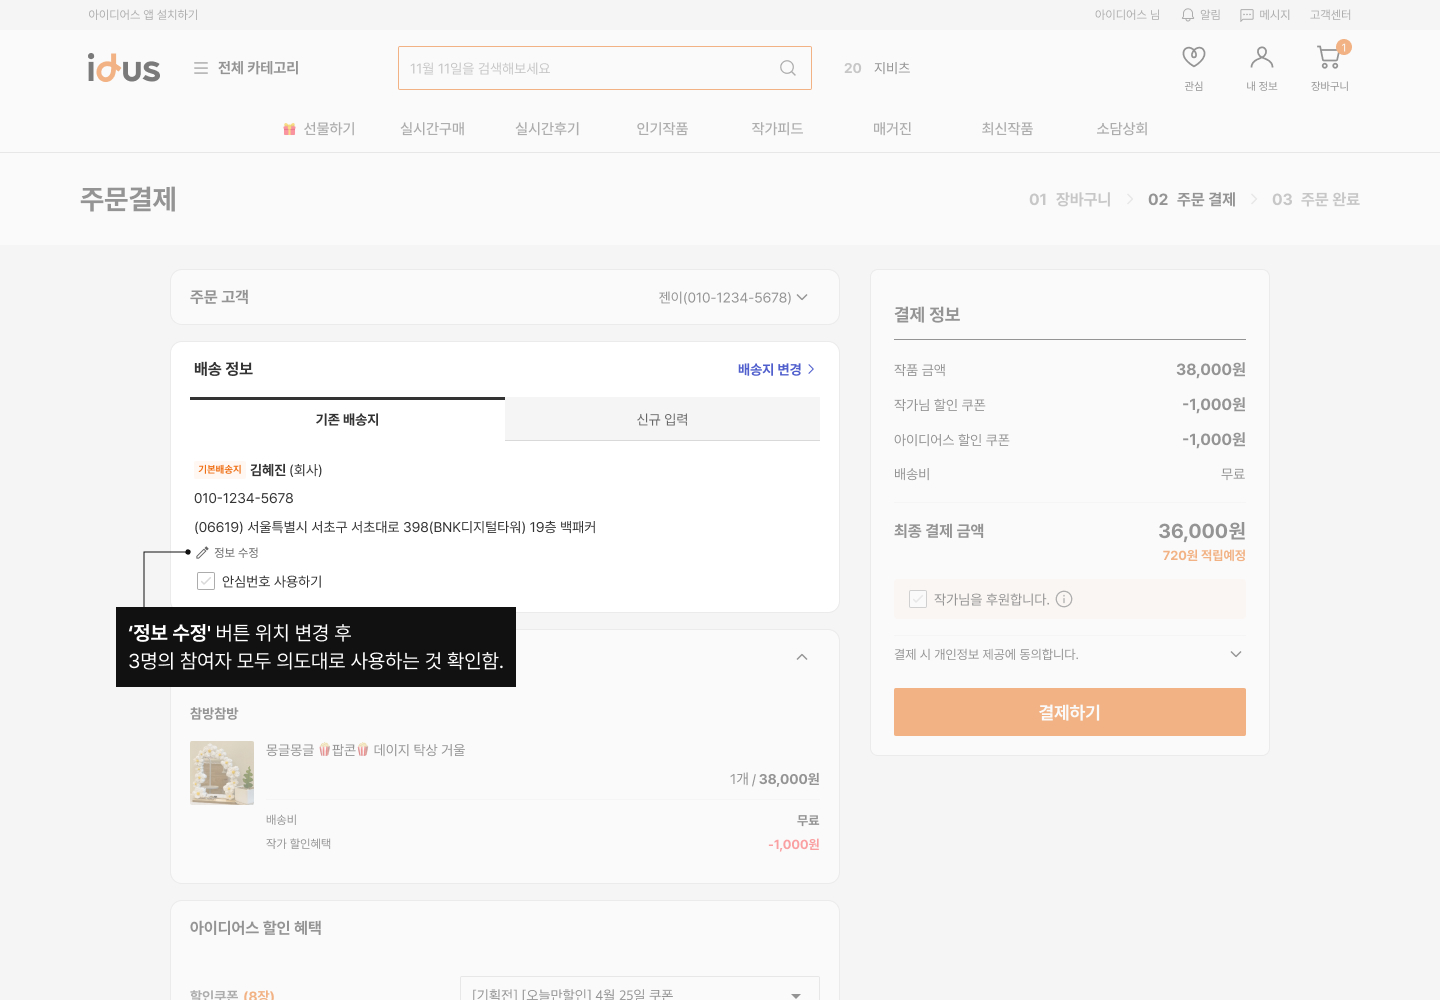 아이디어스 앱 설치하기
아이디어스 님 알림 메시지 고객센터
idus 전체 카테고리 11월 11일을 검색해보세요 20 지비츠 관심 내 정보 1 장바구니
선물하기 실시간구매 실시간후기 인기작품 작가피드 매거진 최신작품 소담상회
주문결제
01 장바구니 02 주문 결제 03 주문 완료
주문 고객 젠이(010-1234-5678)
배송 정보 배송지 변경
기존 배송지 신규 입력
기본배송지 김혜진 (회사)
010-1234-5678
(06619) 서울특별시 서초구 서초대로 398(BNK디지털타워) 19층 백패커
정보 수정
안심번호 사용하기
‘정보 수정' 버튼 위치 변경 후
3명의 참여자 모두 의도대로 사용하는 것 확인함.
참방참방
몽글몽글 🍿팝콘🍿 데이지 탁상 거울
1개 / 38,000원
배송비 무료
작가 할인혜택 -1,000원
아이디어스 할인 혜택
할인쿠폰 (8장) [기획전] [오늘만할인] 4월 25일 쿠폰
결제 정보
작품 금액 38,000원
작가님 할인 쿠폰 -1,000원
아이디어스 할인 쿠폰 -1,000원
배송비 무료
최종 결제 금액 36,000원
720원 적립예정
작가님을 후원합니다.
결제 시 개인정보 제공에 동의합니다.
결제하기